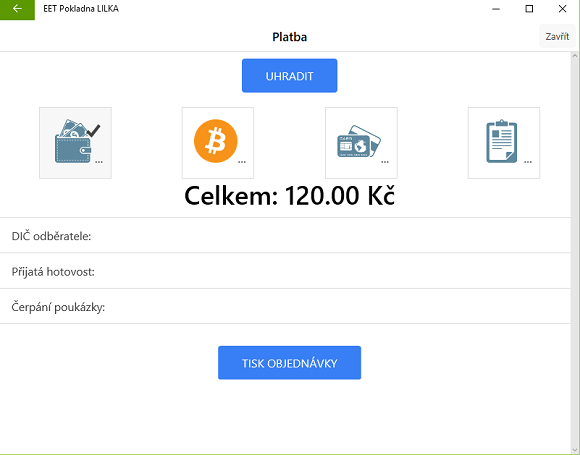 EET Pokladna LILKA
Platba
Zavřít
UHRADIT
... ... ... ...
Celkem: 120.00 Kč
DIČ odběratele:
Přijatá hotovost:
Čerpání poukázky:
TISK OBJEDNÁVKY